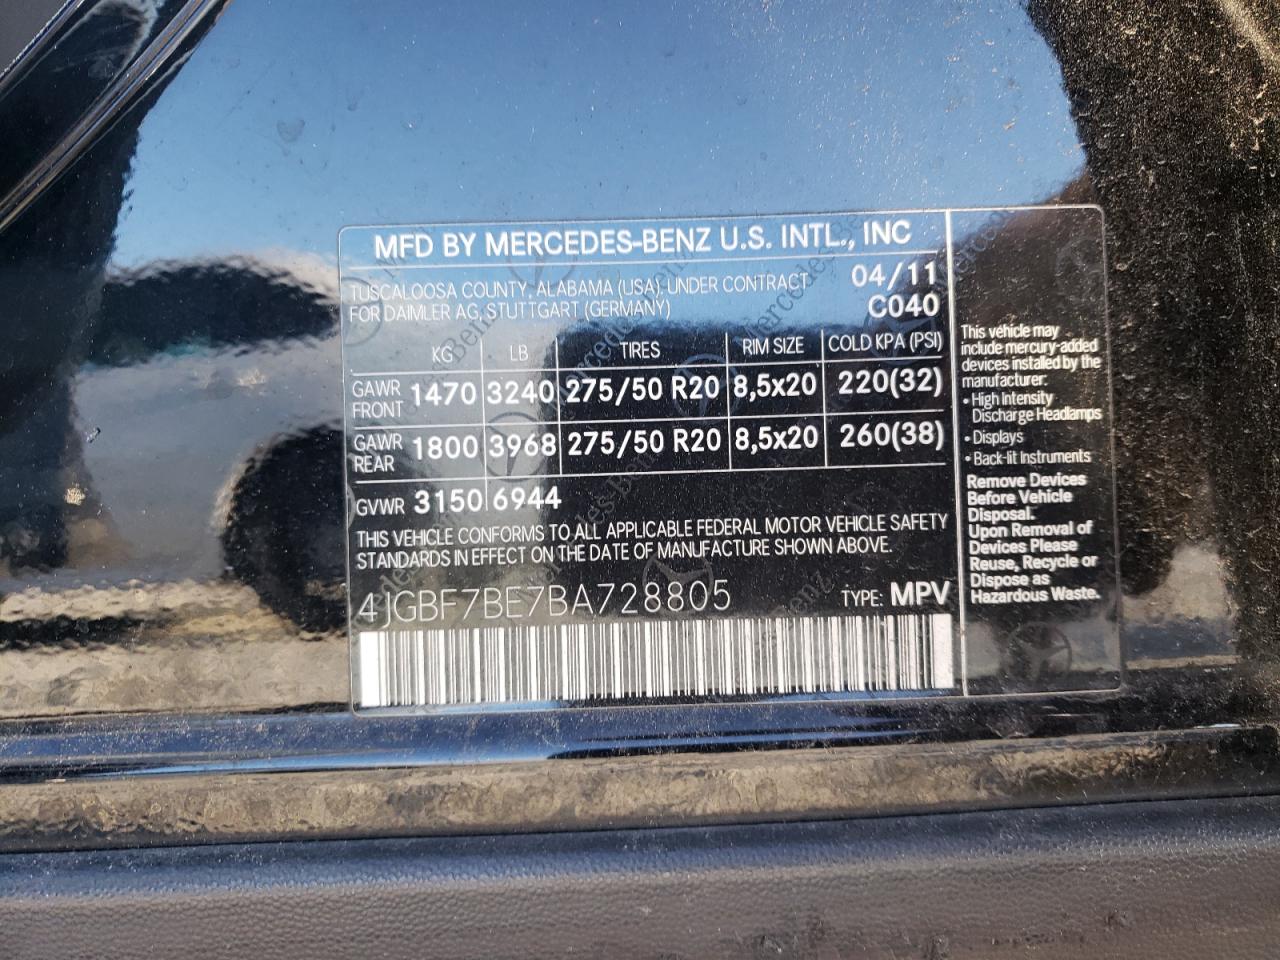 MFD BY MERCEDES-BENZ U.S. INTL., INC
TUSCALOOSA COUNTY, ALABAMA (USA), UNDER CONTRACT 04/11
FOR DAIMLER AG, STUTTGART (GERMANY) C040
KG LB TIRES RIM SIZE COLD KPA (PSI)
GAWR FRONT 1470 3240 275/50 R20 8,5x20 220(32)
GAWR REAR 1800 3968 275/50 R20 8,5x20 260(38)
GVWR 3150 6944
THIS VEHICLE CONFORMS TO ALL APPLICABLE FEDERAL MOTOR VEHICLE SAFETY
STANDARDS IN EFFECT ON THE DATE OF MANUFACTURE SHOWN ABOVE.
4JGBF7BE7BA728805 TYPE: MPV
This vehicle may
include mercury-added
devices installed by the
manufacturer:
• High Intensity
Discharge Headlamps
• Displays
• Back-lit Instruments
Remove Devices
Before Vehicle
Disposal.
Upon Removal of
Devices Please
Reuse, Recycle or
Dispose as
Hazardous Waste.